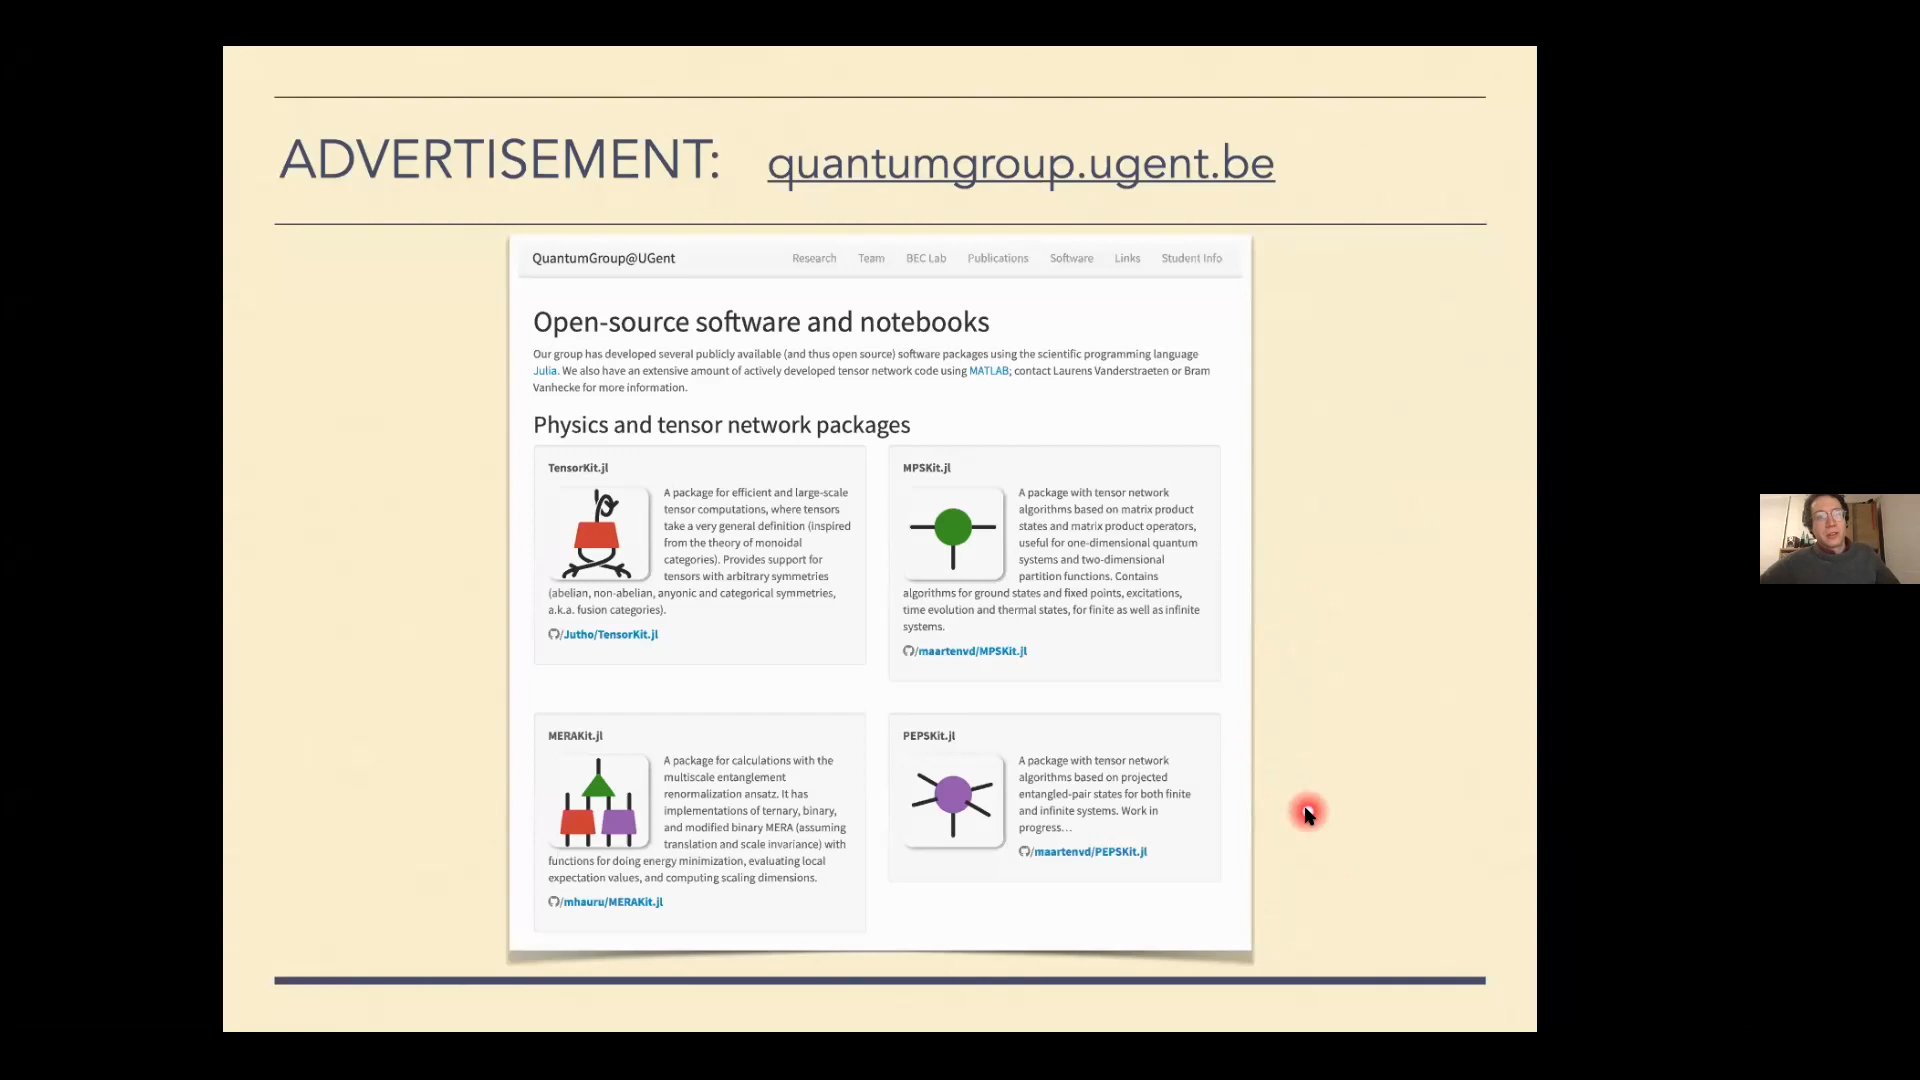 ADVERTISEMENT: quantumgroup.ugent.be
QuantumGroup@UGent Research Team BEC Lab Publications Software Links Student Info
Open-source software and notebooks
Our group has developed several publicly available (and thus open source) software packages using the scientific programming language
Julia. We also have an extensive amount of actively developed tensor network code using MATLAB; contact Laurens Vanderstraeten or Bram
Vanhecke for more information.
Physics and tensor network packages
TensorKit.jl
A package for efficient and large-scale
tensor computations, where tensors
take a very general definition (inspired
from the theory of monoidal
categories). Provides support for
tensors with arbitrary symmetries
(abelian, non-abelian, anyonic and categorical symmetries,
a.k.a. fusion categories).
/Jutho/TensorKit.jl
MPSKit.jl
A package with tensor network
algorithms based on matrix product
states and matrix product operators,
useful for one-dimensional quantum
systems and two-dimensional
partition functions. Contains
algorithms for ground states and fixed points, excitations,
time evolution and thermal states, for finite as well as infinite
systems.
/maartenvd/MPSKit.jl
MERAKit.jl
A package for calculations with the
multiscale entanglement
renormalization ansatz. It has
implementations of ternary, binary,
and modified binary MERA (assuming
translation and scale invariance) with
functions for doing energy minimization, evaluating local
expectation values, and computing scaling dimensions.
/mhauru/MERAKit.jl
PEPSKit.jl
A package with tensor network
algorithms based on projected
entangled-pair states for both finite
and infinite systems. Work in
progress…
/maartenvd/PEPSKit.jl